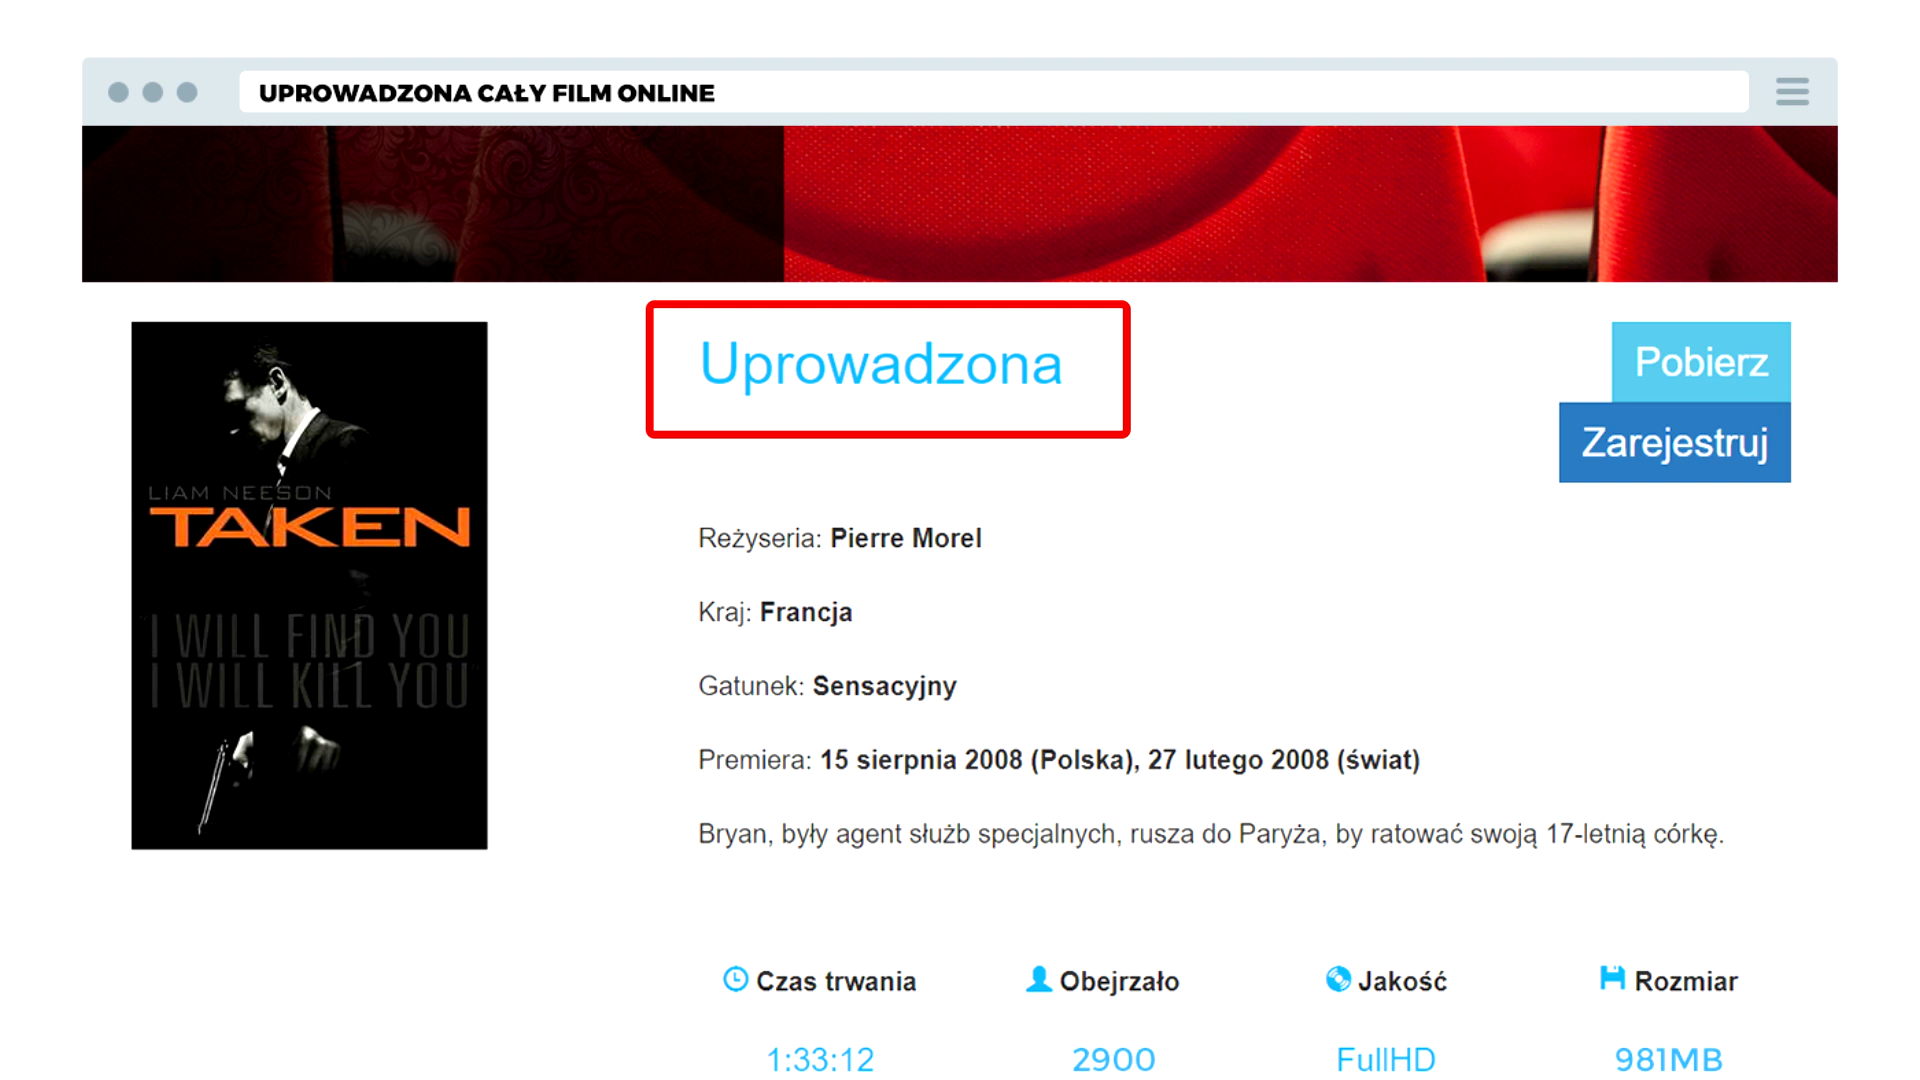 UPROWADZONA CAŁY FILM ONLINE
Uprowadzona
Pobierz
Zarejestruj
LIAM NEESON
TAKEN
"I WILL FIND YOU
I WILL KILL YOU"
Reżyseria: Pierre Morel
Kraj: Francja
Gatunek: Sensacyjny
Premiera: 15 sierpnia 2008 (Polska), 27 lutego 2008 (świat)
Bryan, były agent służb specjalnych, rusza do Paryża, by ratować swoją 17-letnią córkę.
Czas trwania Obejrzało Jakość Rozmiar
1:33:12 2900 FullHD 981MB